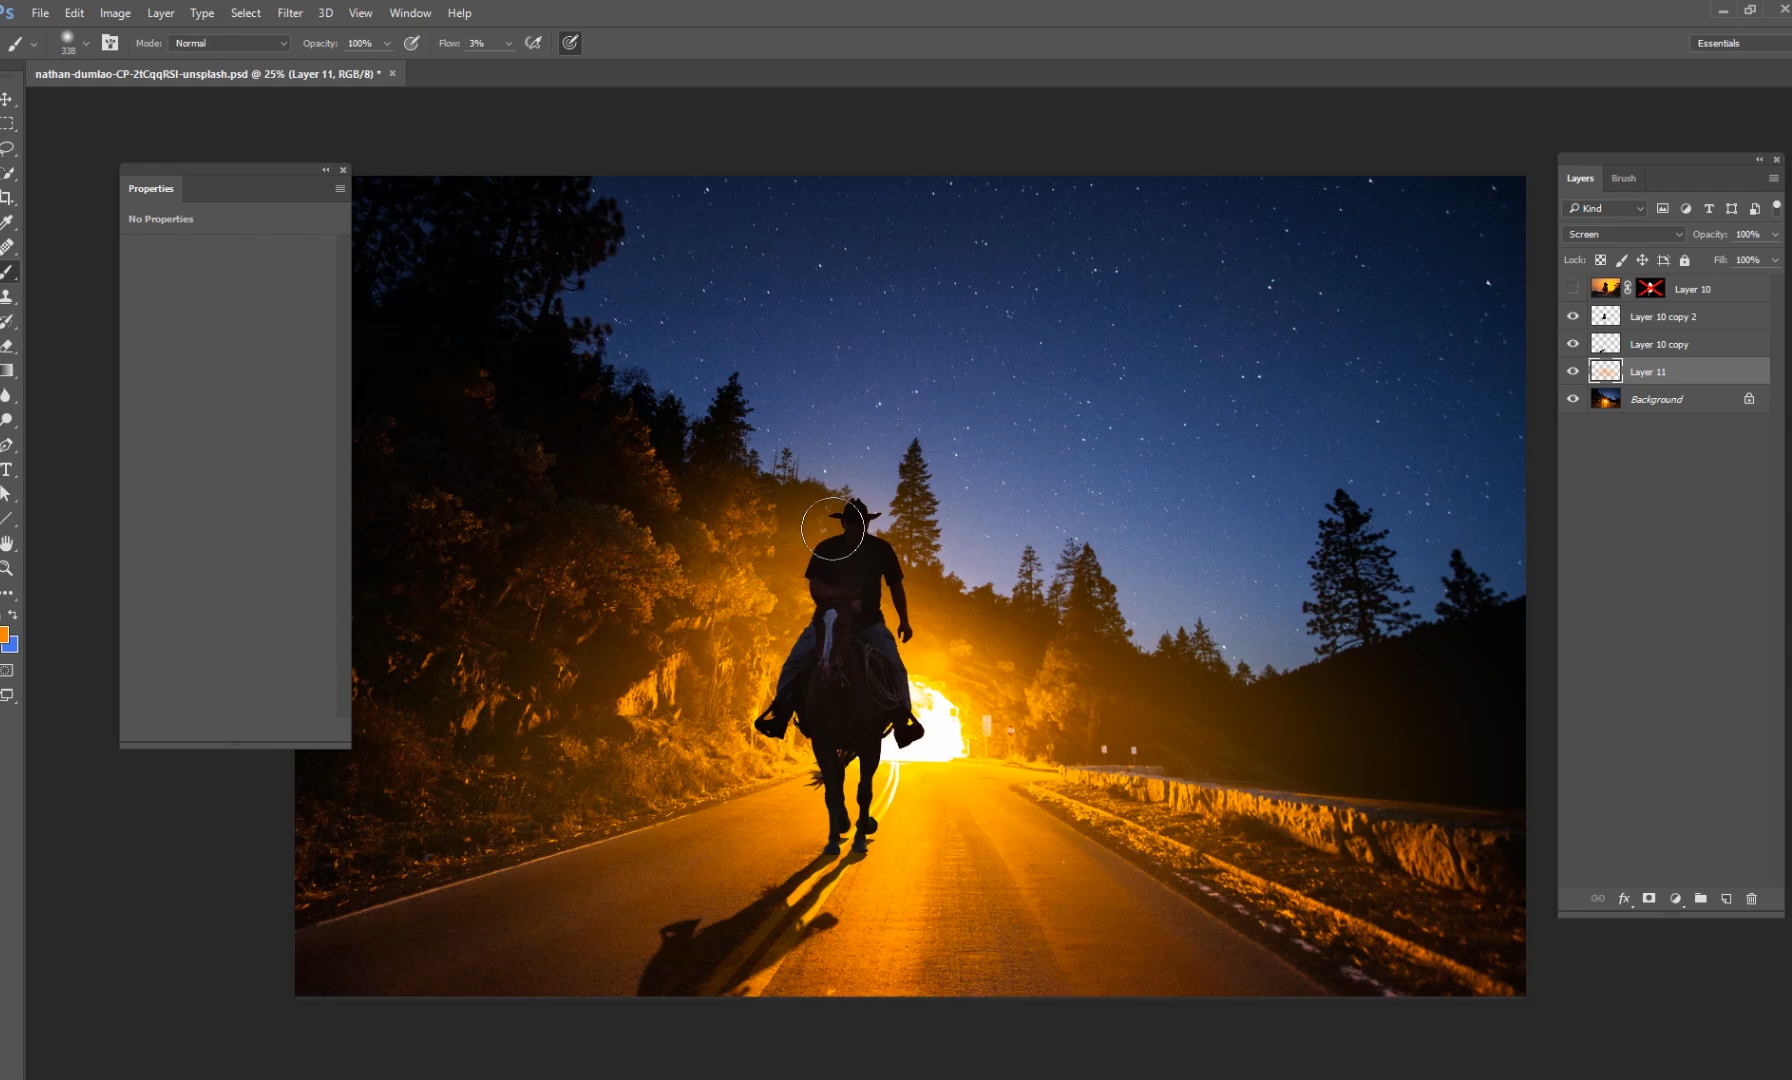 Ps File Edit Image Layer Type Select Filter 3D View Window Help
338 Mode: Normal Opacity: 100% Flow: 3% Essentials
nathan-dumlao-CP-2tCqqRSI-unsplash.psd @ 25% (Layer 11, RGB/8) *
Properties
No Properties
Layers Brush
Kind
Screen Opacity: 100%
Lock: Fill: 100%
Layer 10
Layer 10 copy 2
Layer 10 copy
Layer 11
Background
fx